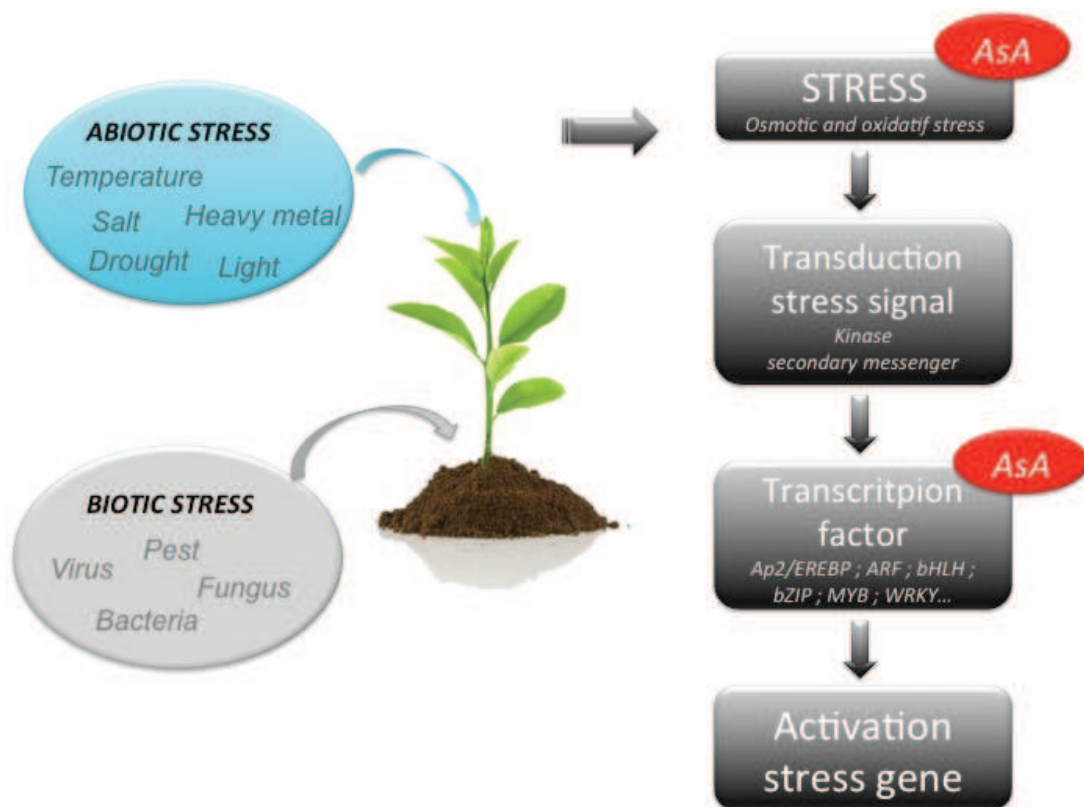 ABIOTIC STRESS
Temperature
Salt
Heavy metal
Drought
Light
BIOTIC STRESS
Virus
Pest
Fungus
Bacteria
AsA
STRESS
Osmotic and oxidatif stress
Transduction
stress signal
Kinase
secondary messenger
AsA
Transcritpion
factor
Ap2/EREBP ; ARF ; bHLH ;
bZIP ; MYB ; WRKY...
Activation
stress gene